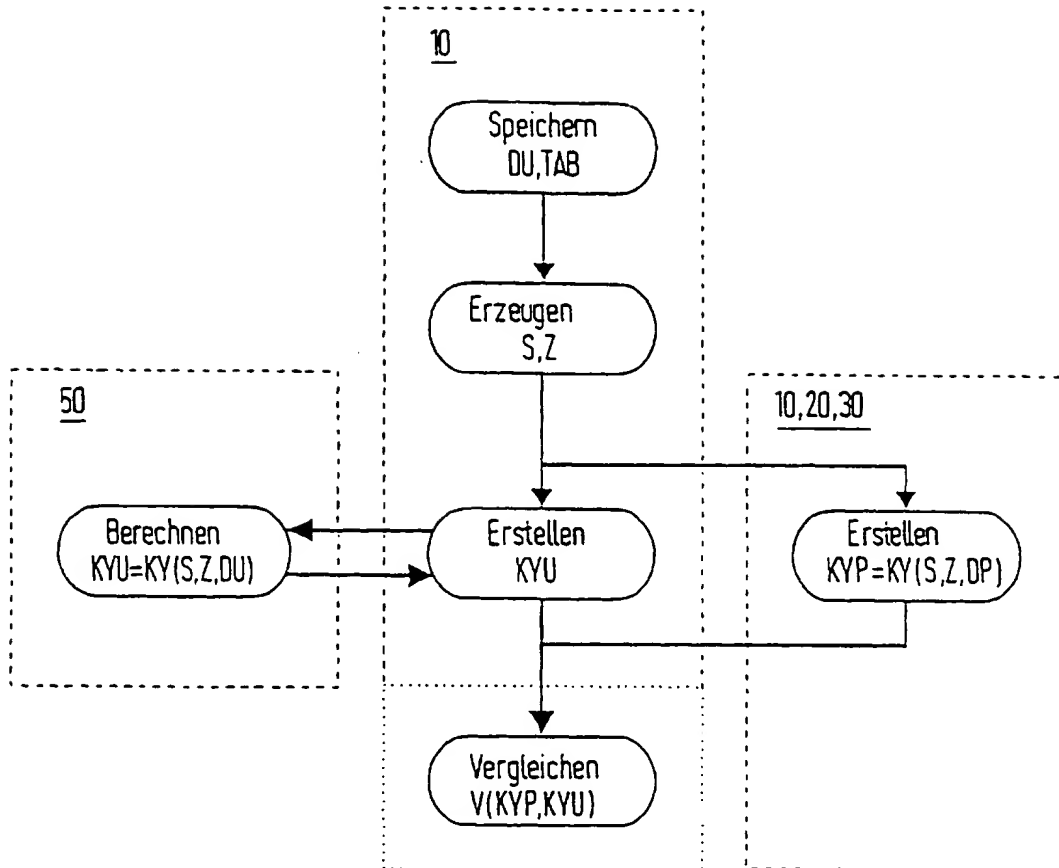 10
Speichern
DU,TAB
Erzeugen
S,Z
50
10,20,30
Berechnen
KYU=KY(S,Z,DU)
Erstellen
KYU
Erstellen
KYP=KY(S,Z,DP)
Vergleichen
V(KYP,KYU)